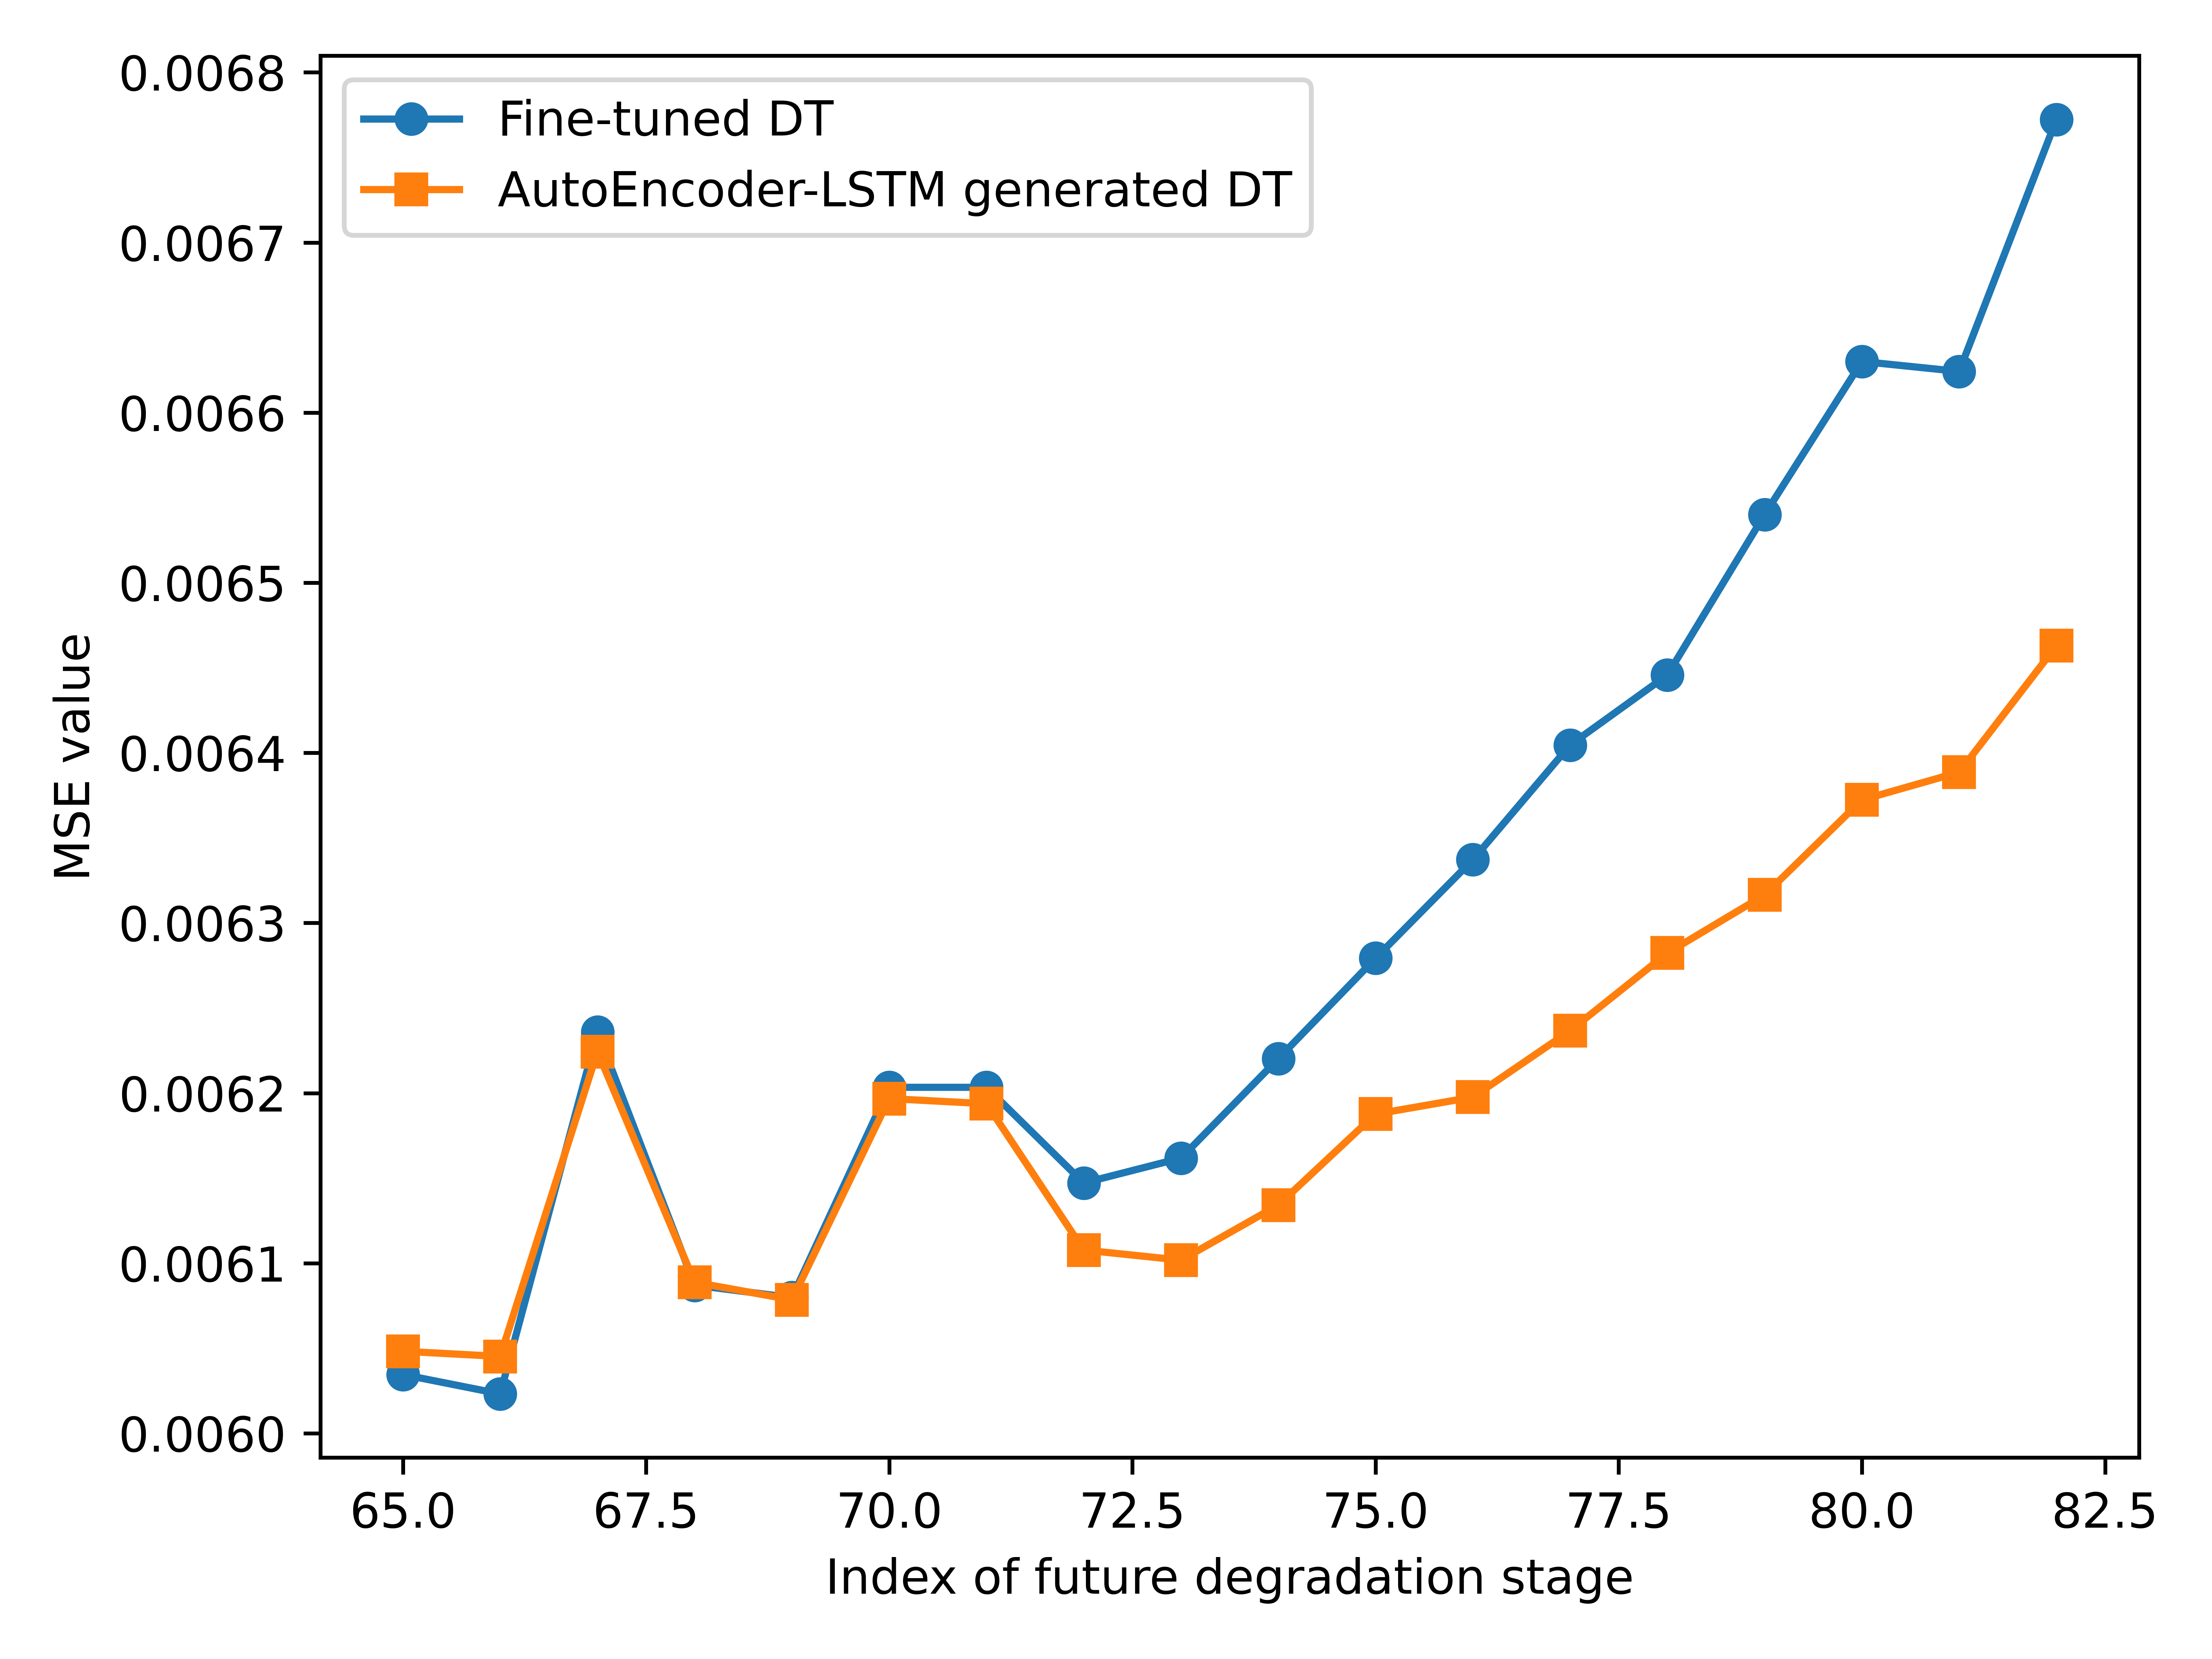 Fine-tuned DT
AutoEncoder-LSTM generated DT
0.0068
0.0067
0.0066
0.0065
0.0064
0.0063
0.0062
0.0061
0.0060
MSE value
65.0 67.5 70.0 72.5 75.0 77.5 80.0 82.5
Index of future degradation stage